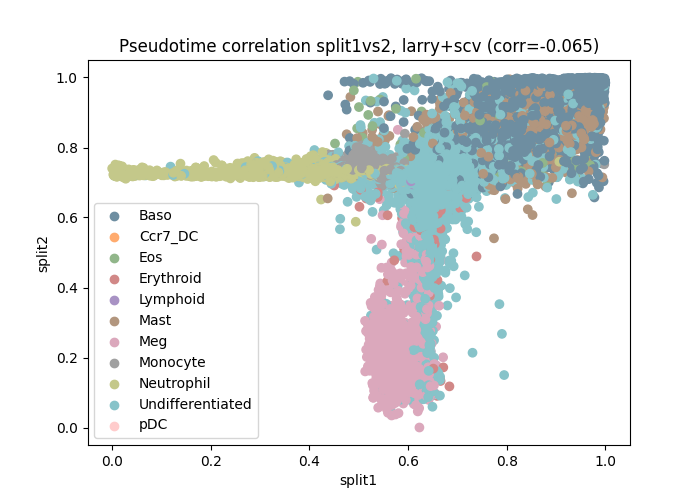 Pseudotime correlation split1vs2, larry+scv (corr=-0.065)
1.0
0.8
0.6
0.4
0.2
0.0
split2
Baso
Ccr7_DC
Eos
Erythroid
Lymphoid
Mast
Meg
Monocyte
Neutrophil
Undifferentiated
pDC
0.0 0.2 0.4 0.6 0.8 1.0
split1